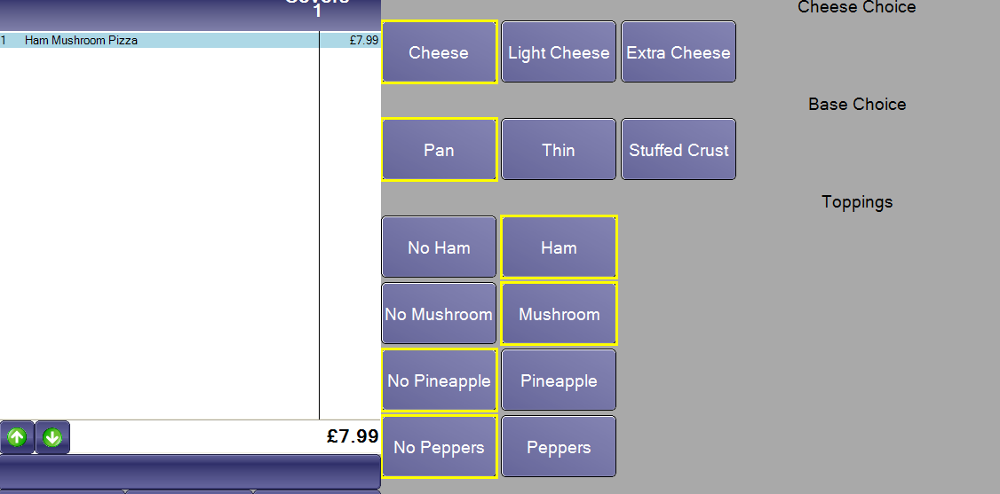 Covers
1
1 Ham Mushroom Pizza £7.99
£7.99
Cheese Choice
Cheese Light Cheese Extra Cheese
Base Choice
Pan Thin Stuffed Crust
Toppings
No Ham Ham
No Mushroom Mushroom
No Pineapple Pineapple
No Peppers Peppers